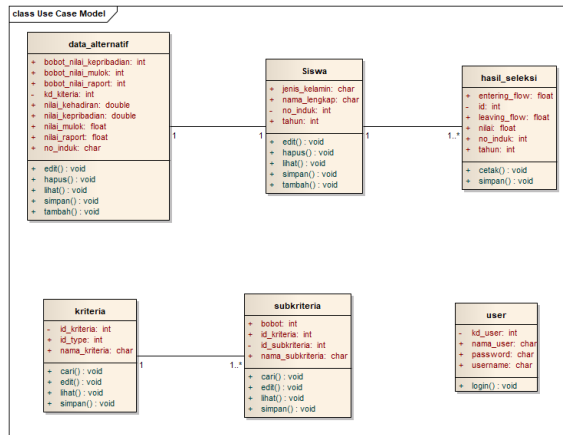 class Use Case Model
data_alternatif
+ bobot_nilai_kepribadian: int
+ bobot_nilai_mulok: int
+ bobot_nilai_raport: int
- kd_kiteria: int
+ nilai_kehadiran: double
+ nilai_kepribadian: double
+ nilai_mulok: float
+ nilai_raport: float
+ no_induk: char
+ edit() : void
+ hapus() : void
+ lihat() : void
+ simpan() : void
+ tambah() : void
1
1
Siswa
+ jenis_kelamin: char
+ nama_lengkap: char
- no_induk: int
+ tahun: int
+ edit() : void
+ hapus() : void
+ lihat() : void
+ simpan() : void
+ tambah() : void
1
1..*
hasil_seleksi
+ entering_flow: float
- id: int
+ leaving_flow: float
+ nilai: float
+ no_induk: int
+ tahun: int
+ cetak() : void
+ simpan() : void
kriteria
- id_kriteria: int
+ id_type: int
+ nama_kriteria: char
+ cari() : void
+ edit() : void
+ lihat() : void
+ simpan() : void
1
1..*
subkriteria
+ bobot: int
+ id_kriteria: int
- id_subkriteria: int
+ nama_subkriteria: char
+ cari() : void
+ edit() : void
+ lihat() : void
+ simpan() : void
user
- kd_user: int
+ nama_user: char
+ password: char
+ username: char
+ login() : void